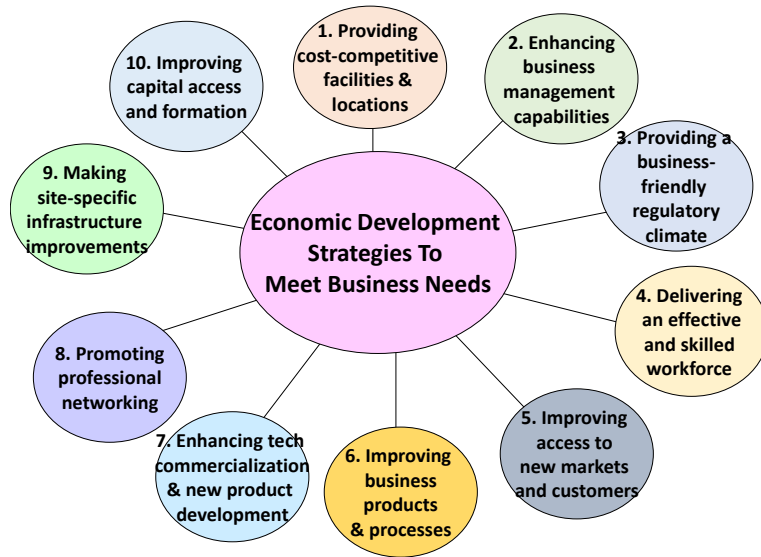 Economic Development
Strategies To
Meet Business Needs
1. Providing
cost-competitive
facilities &
locations
2. Enhancing
business
management
capabilities
3. Providing a
business-
friendly
regulatory
climate
4. Delivering
an effective
and skilled
workforce
5. Improving
access to
new markets
and customers
6. Improving
business
products
& processes
7. Enhancing tech
commercialization
& new product
development
8. Promoting
professional
networking
9. Making
site-specific
infrastructure
improvements
10. Improving
capital access
and formation